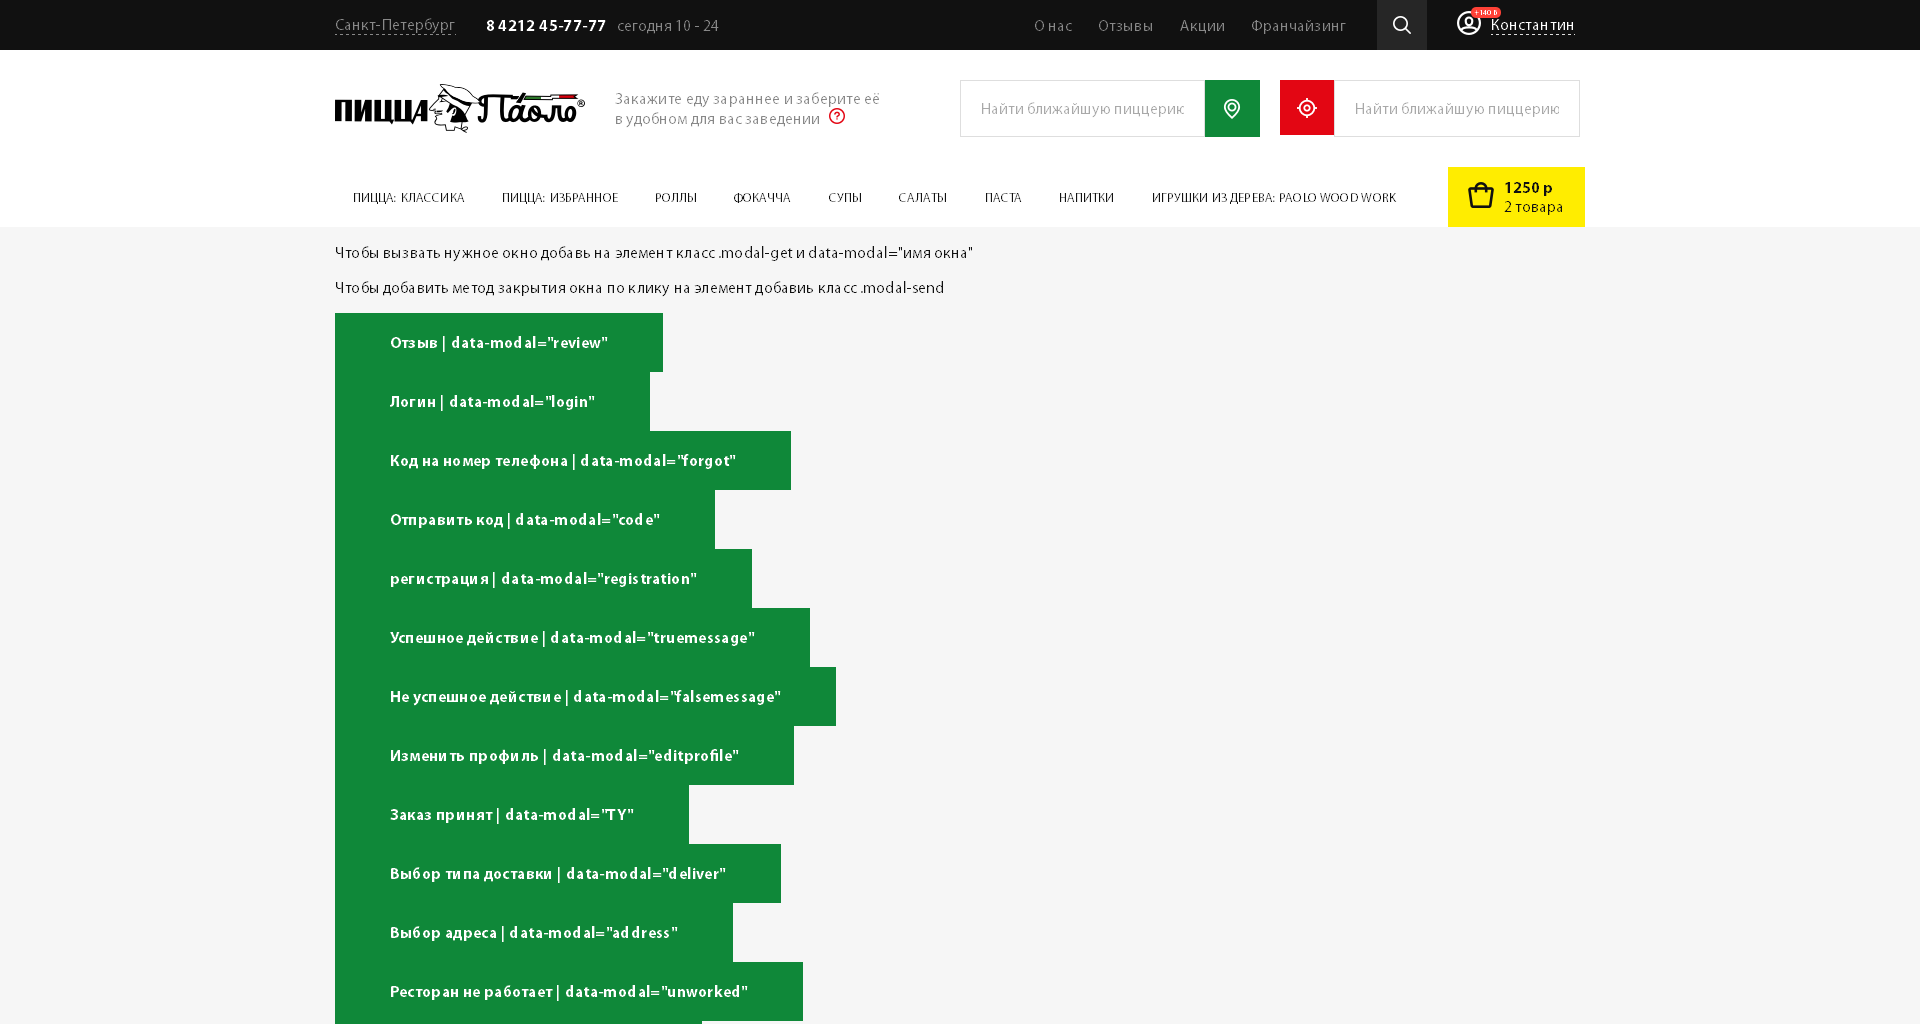 Санкт-Петербург 8 4212 45-77-77 сегодня 10 - 24 О нас Отзывы Акции Франчайзинг +140 Б Константин
ПИЦЦА Пáоло ®
Закажите еду зараннее и заберите её
в удобном для вас заведении ?
Найти ближайшую пиццерик
Найти ближайшую пиццерию
ПИЦЦА: КЛАССИКА ПИЦЦА: ИЗБРАННОЕ РОЛЛЫ ФОКАЧЧА СУПЫ САЛАТЫ ПАСТА НАПИТКИ ИГРУШКИ ИЗ ДЕРЕВА: PAOLO WOOD WORK
1250 р
2 товара
Чтобы вызвать нужное окно добавь на элемент класс .modal-get и data-modal="имя окна"
Чтобы добавить метод закрытия окна по клику на элемент добавиь класс .modal-send
Отзыв | data-modal="review"
Логин | data-modal="login"
Код на номер телефона | data-modal="forgot"
Отправить код | data-modal="code"
регистрация | data-modal="registration"
Успешное действие | data-modal="truemessage"
Не успешное действие | data-modal="falsemessage"
Изменить профиль | data-modal="editprofile"
Заказ принят | data-modal="TY"
Выбор типа доставки | data-modal="deliver"
Выбор адреса | data-modal="address"
Ресторан не работает | data-modal="unworked"